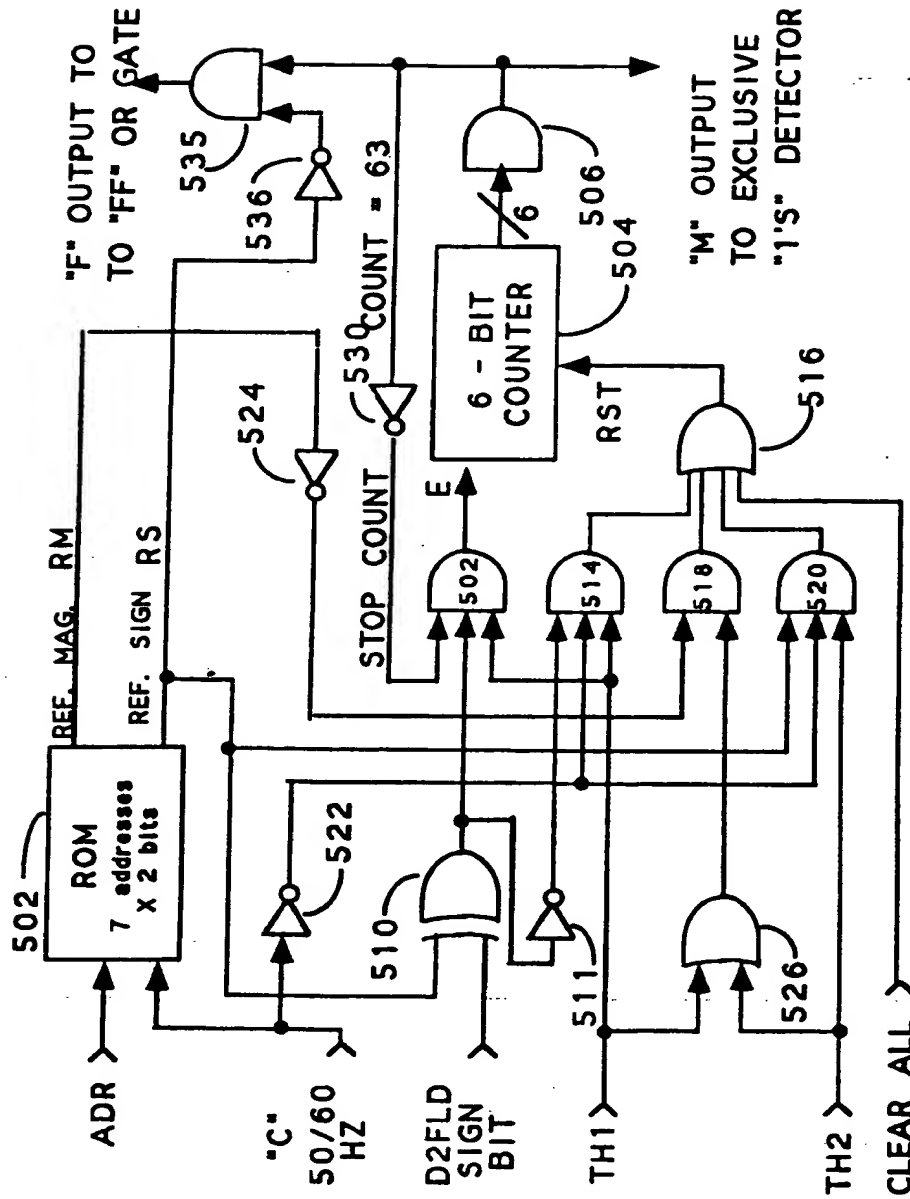 502
ROM
7 addresses
X 2 bits
REF. MAG. RM
REF. SIGN RS
"F" OUTPUT TO
TO "FF" OR GATE
535
536
524
530
COUNT = 63
STOP COUNT
522
510
511
E
502
514
518
520
6 - BIT
COUNTER
6
506
504
RST
516
526
"M" OUTPUT
TO EXCLUSIVE
"1'S" DETECTOR
ADR
"C"
50/60
HZ
D2FLD
SIGN
BIT
TH1
TH2
CLEAR ALL